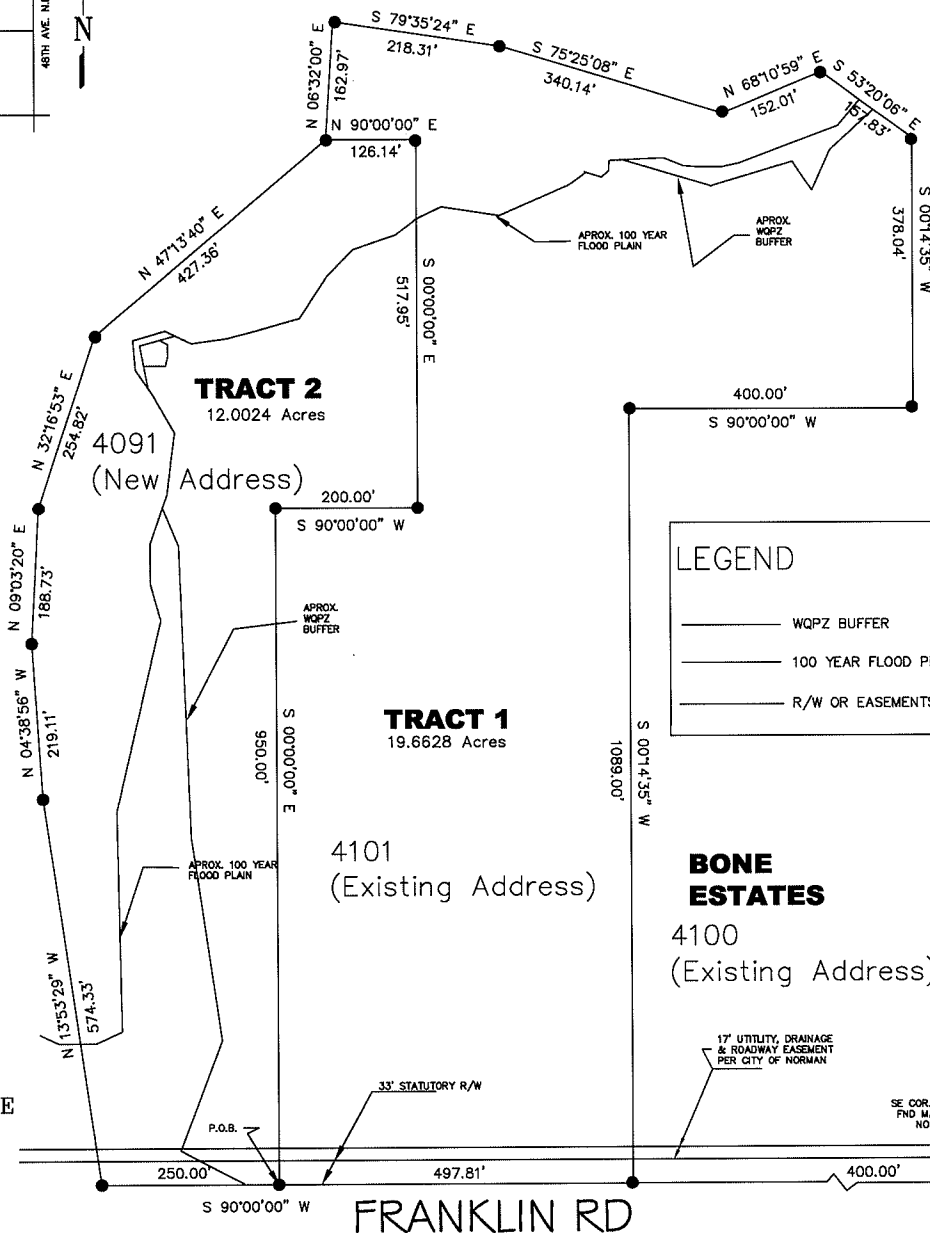 48TH AVE. N.E
N
S 79°35'24" E
218.31'
S 75°25'08" E
340.14'
N 68°10'59" E
152.01'
S 53°20'06" E
157.83'
N 06°32'00" E
162.97'
N 90°00'00" E
126.14'
S 00°14'35" W
378.04'
N 47°13'40" E
427.36'
APROX. 100 YEAR
FLOOD PLAIN
APROX.
WQPZ
BUFFER
S 00°00'00" E
517.95'
TRACT 2
12.0024 Acres
400.00'
S 90°00'00" W
N 32°16'53" E
254.82'
4091
(New Address)
200.00'
S 90°00'00" W
N 09°03'20" E
188.73'
LEGEND
WQPZ BUFFER
100 YEAR FLOOD P
R/W OR EASEMENTS
APROX.
WQPZ
BUFFER
N 04°38'56" W
219.11'
TRACT 1
19.6628 Acres
S 00°00'00" E
950.00'
S 00°14'35" W
1089.00'
4101
(Existing Address)
APROX. 100 YEAR
FLOOD PLAIN
BONE
ESTATES
4100
(Existing Address)
N 13°53'29" W
574.33'
17' UTITLITY, DRAINAGE
& ROADWAY EASEMENT
PER CITY OF NORMAN
33' STATUTORY R/W
E
SE COR.
FND M
NO
P.O.B.
250.00'
497.81'
400.00'
S 90°00'00" W
FRANKLIN RD